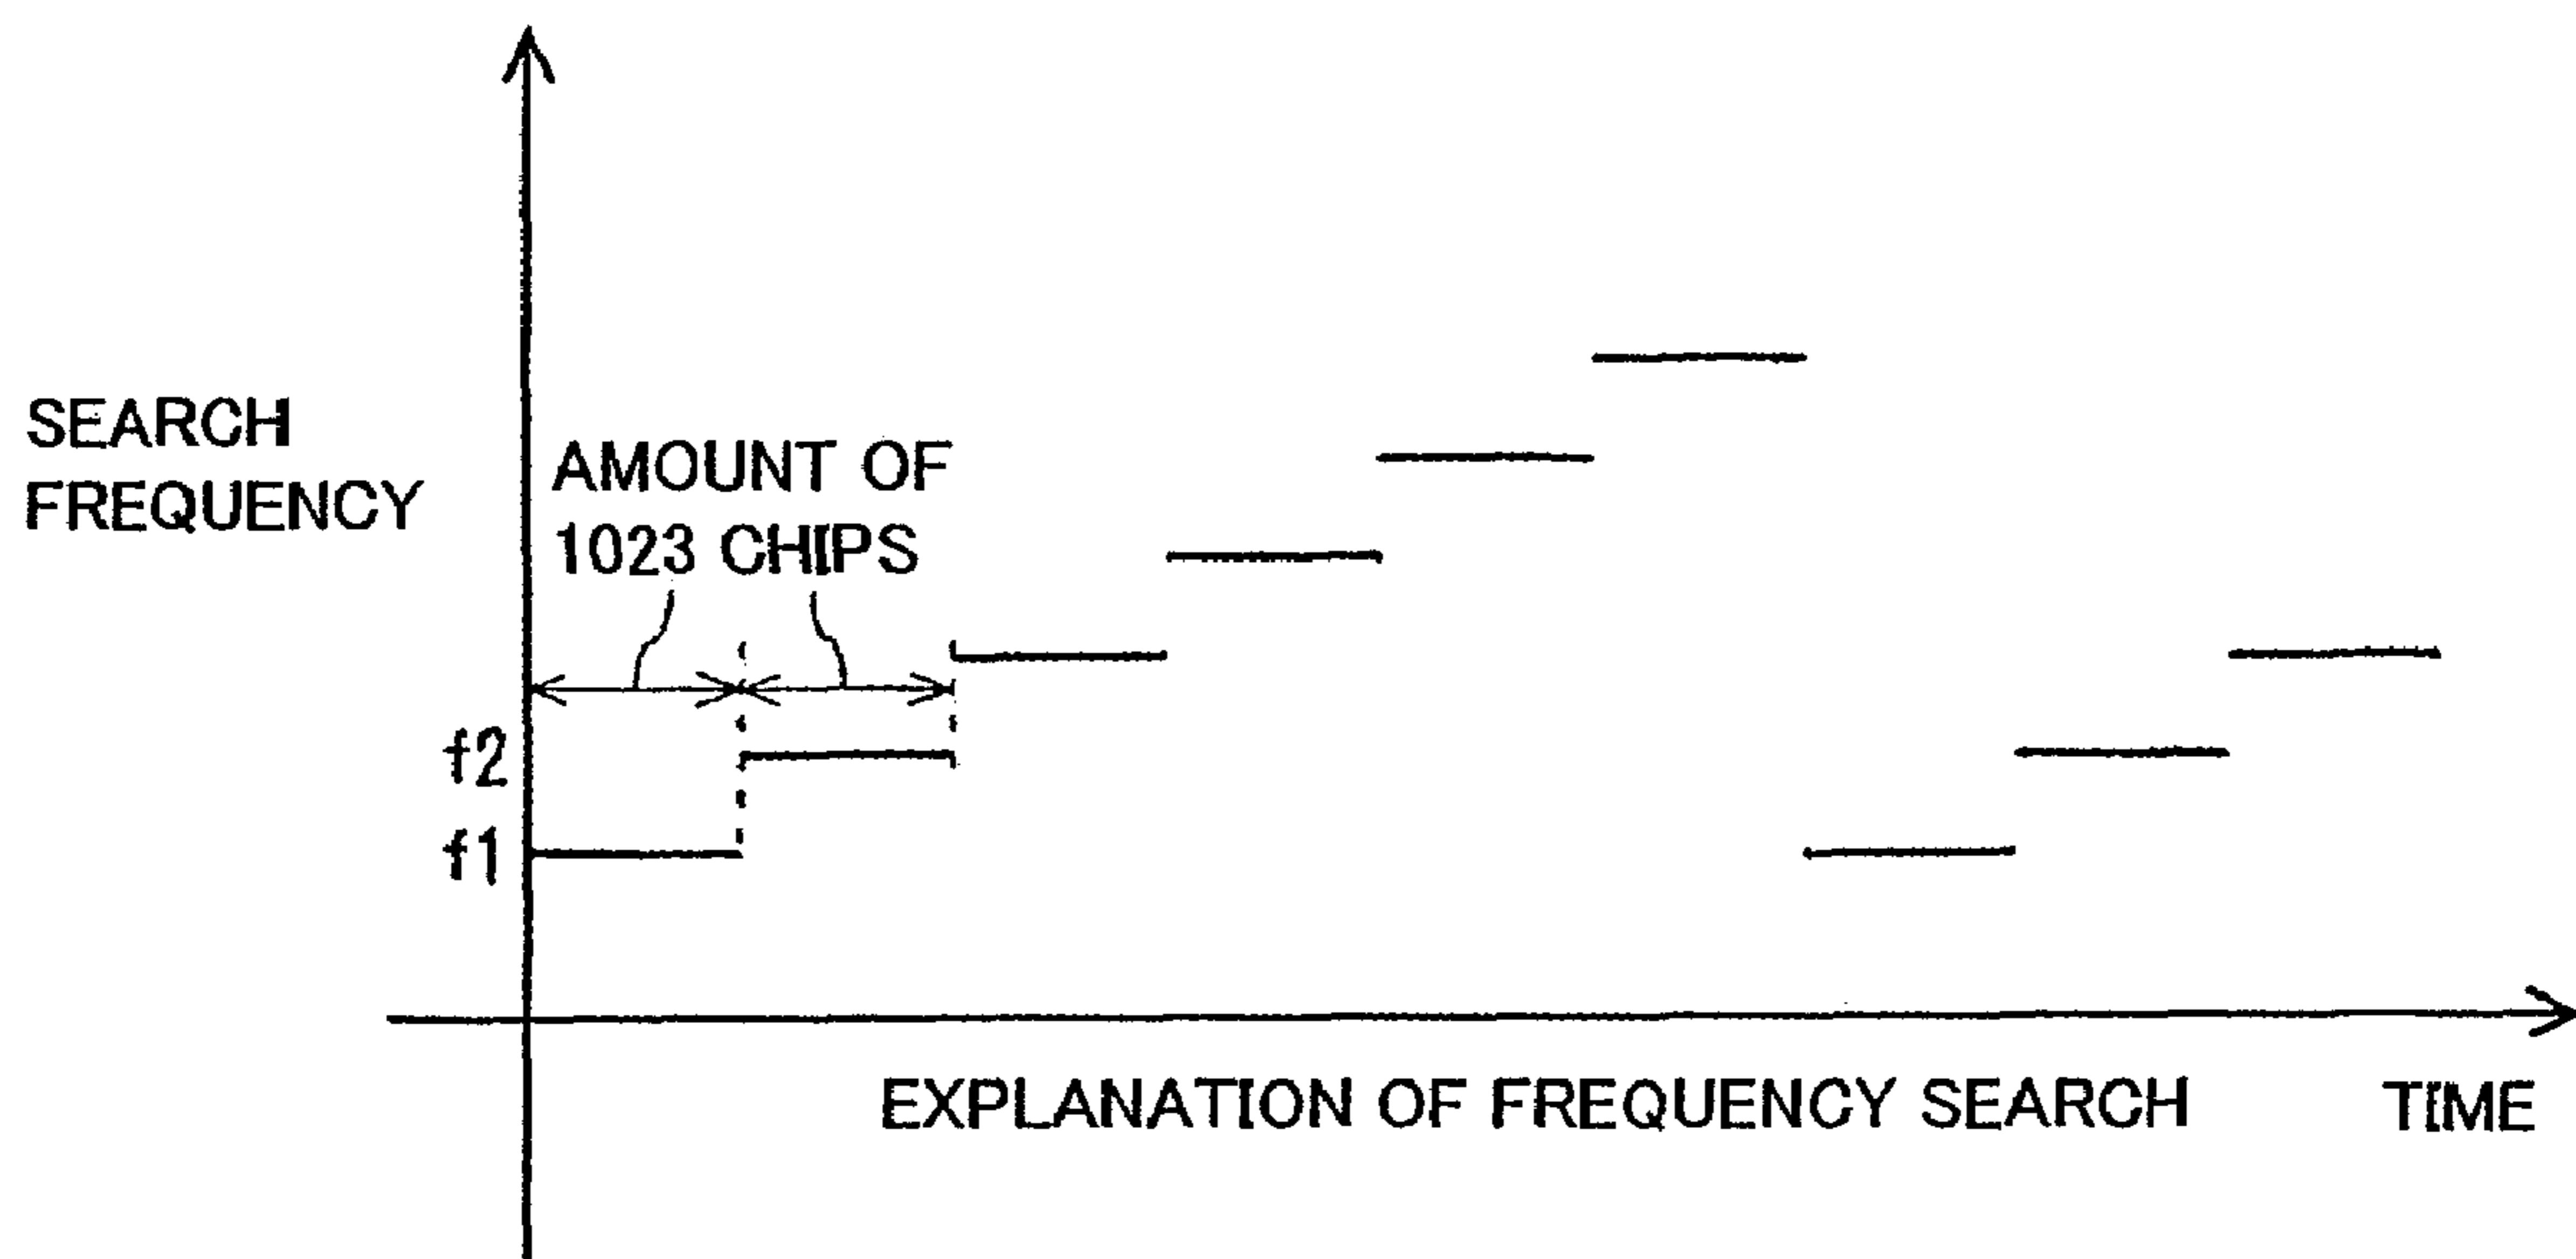 SEARCH
FREQUENCY
AMOUNT OF
1023 CHIPS
f2
f1
EXPLANATION OF FREQUENCY SEARCH
TIME